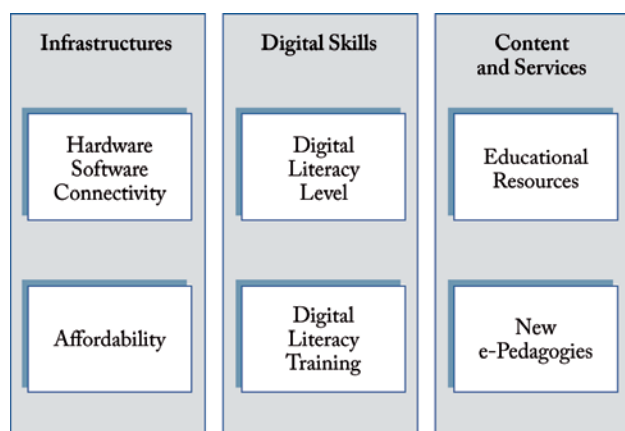 Infrastructures
Hardware
Software
Connectivity
Affordability
Digital Skills
Digital
Literacy
Level
Digital
Literacy
Training
Content
and Services
Educational
Resources
New
e-Pedagogies